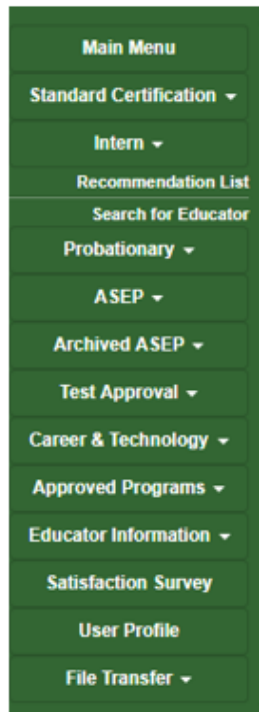 Main Menu
Standard Certification
Intern
Recommendation List
Search for Educator
Probationary
ASEP
Archived ASEP
Test Approval
Career & Technology
Approved Programs
Educator Information
Satisfaction Survey
User Profile
File Transfer